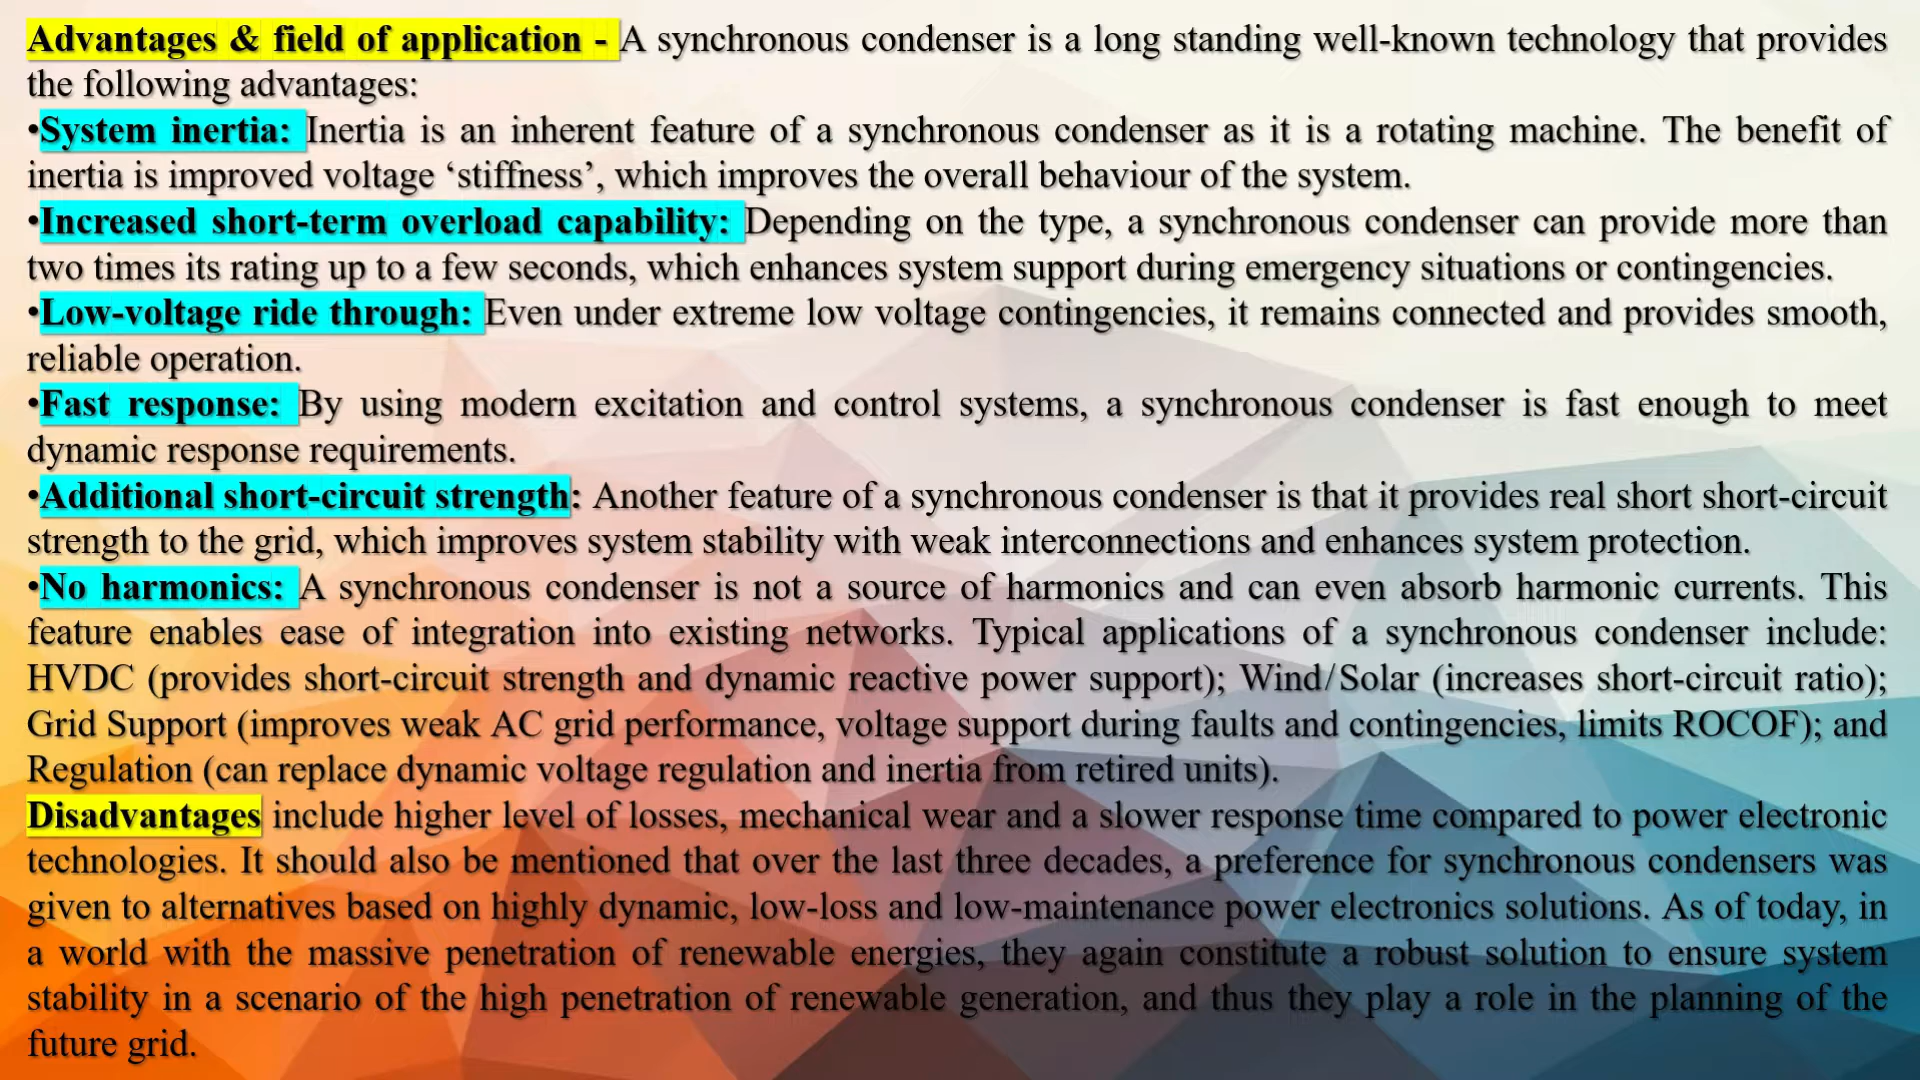 Advantages & field of application - A synchronous condenser is a long standing well-known technology that provides
the following advantages:
•System inertia: Inertia is an inherent feature of a synchronous condenser as it is a rotating machine. The benefit of
inertia is improved voltage ‘stiffness’, which improves the overall behaviour of the system.
•Increased short-term overload capability: Depending on the type, a synchronous condenser can provide more than
two times its rating up to a few seconds, which enhances system support during emergency situations or contingencies.
•Low-voltage ride through: Even under extreme low voltage contingencies, it remains connected and provides smooth,
reliable operation.
•Fast response: By using modern excitation and control systems, a synchronous condenser is fast enough to meet
dynamic response requirements.
•Additional short-circuit strength: Another feature of a synchronous condenser is that it provides real short short-circuit
strength to the grid, which improves system stability with weak interconnections and enhances system protection.
•No harmonics: A synchronous condenser is not a source of harmonics and can even absorb harmonic currents. This
feature enables ease of integration into existing networks. Typical applications of a synchronous condenser include:
HVDC (provides short-circuit strength and dynamic reactive power support); Wind/Solar (increases short-circuit ratio);
Grid Support (improves weak AC grid performance, voltage support during faults and contingencies, limits ROCOF); and
Regulation (can replace dynamic voltage regulation and inertia from retired units).
Disadvantages include higher level of losses, mechanical wear and a slower response time compared to power electronic
technologies. It should also be mentioned that over the last three decades, a preference for synchronous condensers was
given to alternatives based on highly dynamic, low-loss and low-maintenance power electronics solutions. As of today, in
a world with the massive penetration of renewable energies, they again constitute a robust solution to ensure system
stability in a scenario of the high penetration of renewable generation, and thus they play a role in the planning of the
future grid.